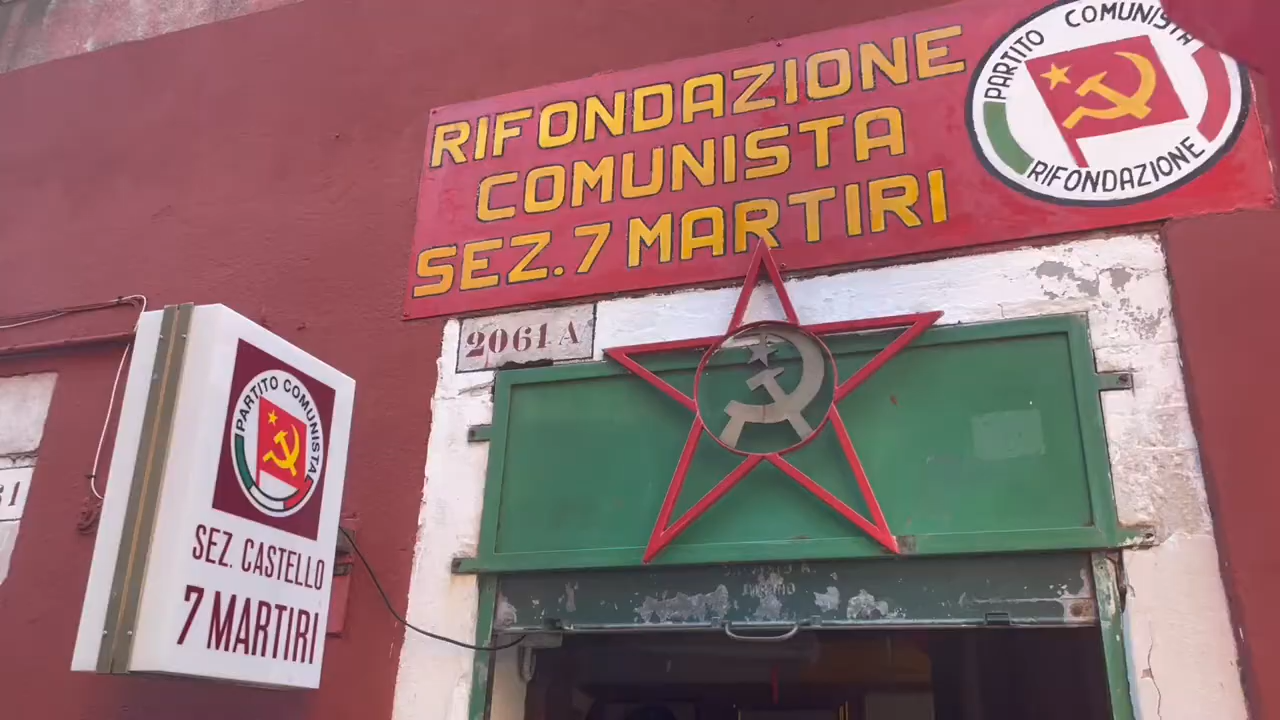 RIFONDAZIONE
COMUNISTA
SEZ. 7 MARTIRI
PARTITO COMUNISTA
RIFONDAZIONE
2061 A
PARTITO COMUNISTA
SEZ. CASTELLO
7 MARTIRI